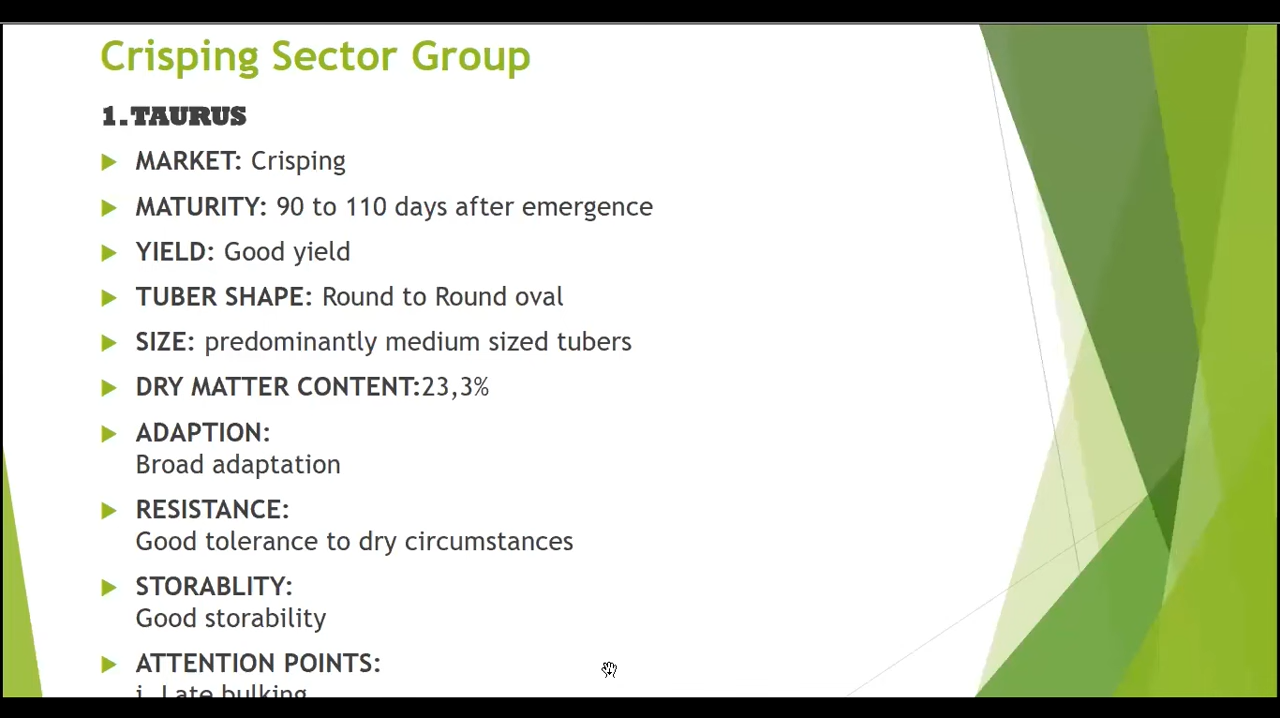 Crisping Sector Group
1. TAURUS
MARKET: Crisping
MATURITY: 90 to 110 days after emergence
YIELD: Good yield
TUBER SHAPE: Round to Round oval
SIZE: predominantly medium sized tubers
DRY MATTER CONTENT:23,3%
ADAPTION:
Broad adaptation
RESISTANCE:
Good tolerance to dry circumstances
STORABLITY:
Good storability
ATTENTION POINTS:
i. Late bulking